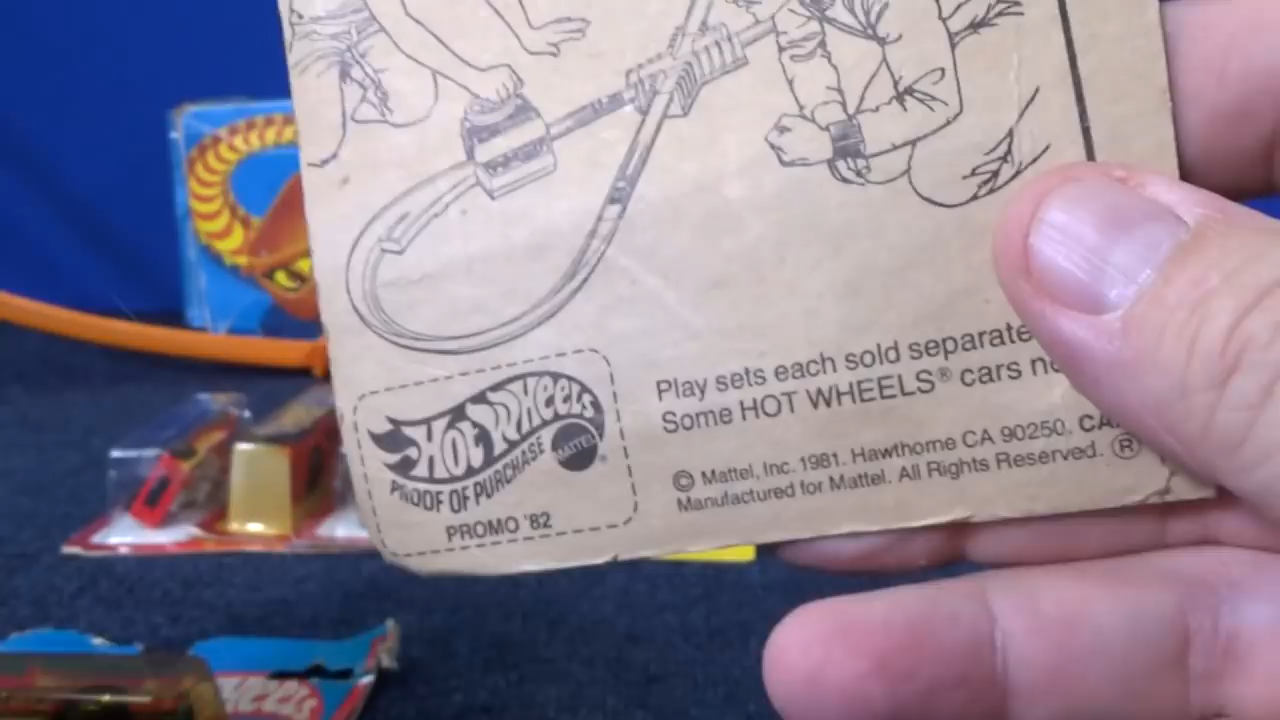 Play sets each sold separate
Some HOT WHEELS® cars
© Mattel, Inc. 1981. Hawthorne CA 90250.
Manufactured for Mattel. All Rights Reserved. ®
Hot Wheels
MATTEL ®
PROOF OF PURCHASE
PROMO '82
WHEELS